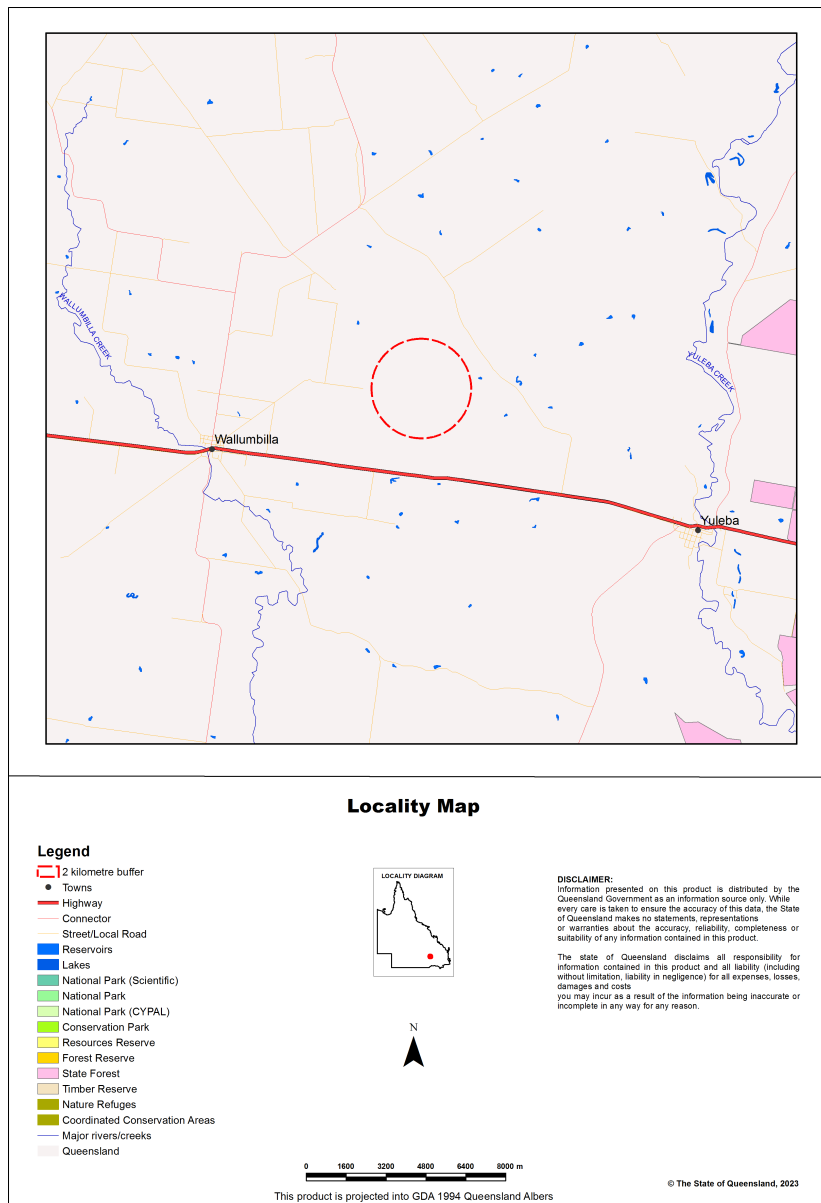 WALLUMBILLA CREEK
YULEBA CREEK
Wallumbilla
Yuleba
Locality Map
Legend
2 kilometre buffer
Towns
Highway
Connector
Street/Local Road
Reservoirs
Lakes
National Park (Scientific)
National Park
National Park (CYPAL)
Conservation Park
Resources Reserve
Forest Reserve
State Forest
Timber Reserve
Nature Refuges
Coordinated Conservation Areas
Major rivers/creeks
Queensland
LOCALITY DIAGRAM
N
0 1600 3200 4800 6400 8000 m
This product is projected into GDA 1994 Queensland Albers
DISCLAIMER:
Information presented on this product is distributed by the
Queensland Government as an information source only. While
every care is taken to ensure the accuracy of this data, the State
of Queensland makes no statements, representations
or warranties about the accuracy, reliability, completeness or
suitability of any information contained in this product.
The state of Queensland disclaims all responsibility for
information contained in this product and all liability (including
without limitation, liability in negligence) for all expenses, losses,
damages and costs
you may incur as a result of the information being inaccurate or
incomplete in any way for any reason.
© The State of Queensland, 2023